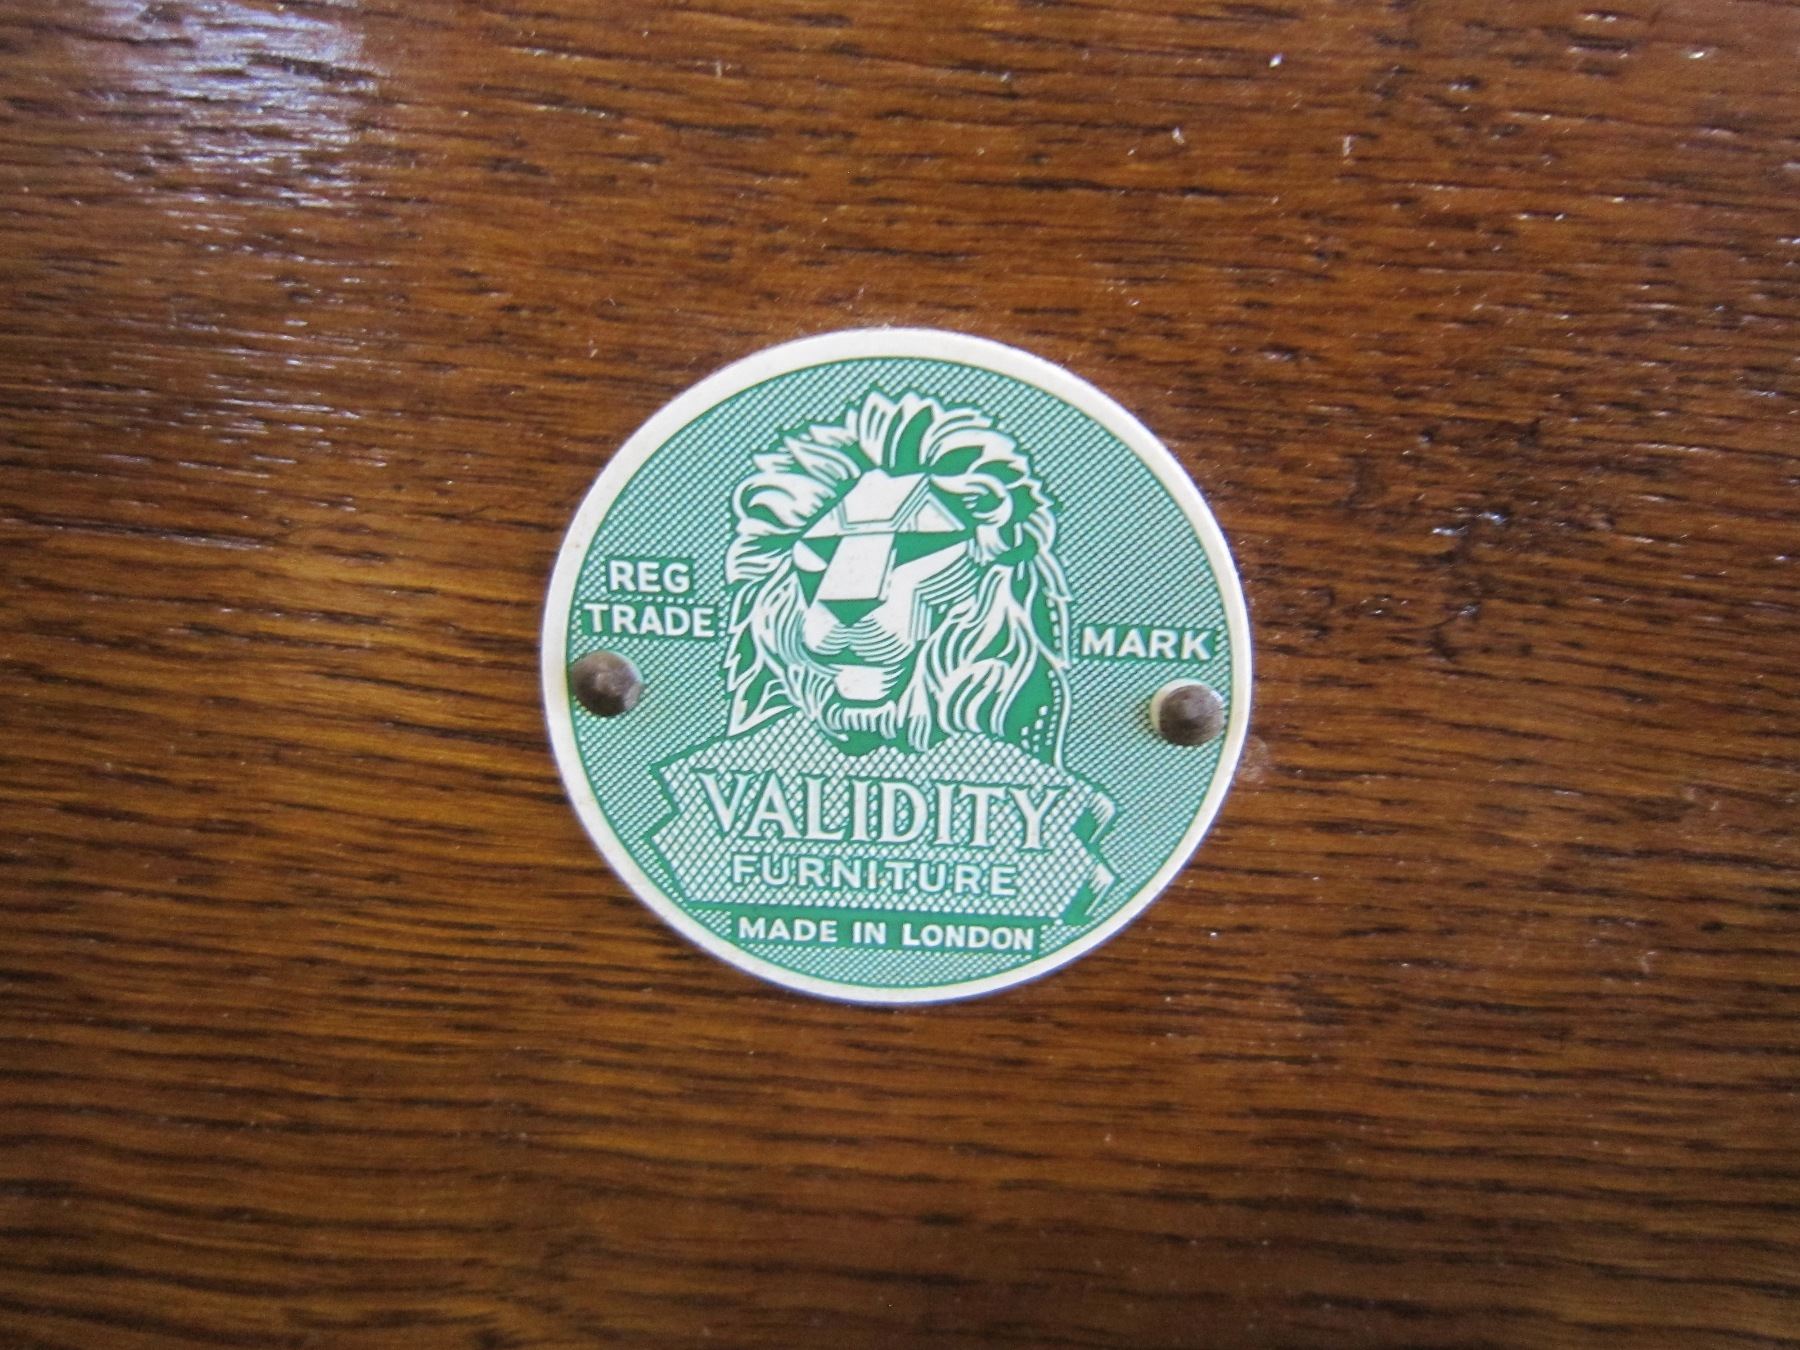 REG
TRADE
MARK
VALIDITY
FURNITURE
MADE IN LONDON